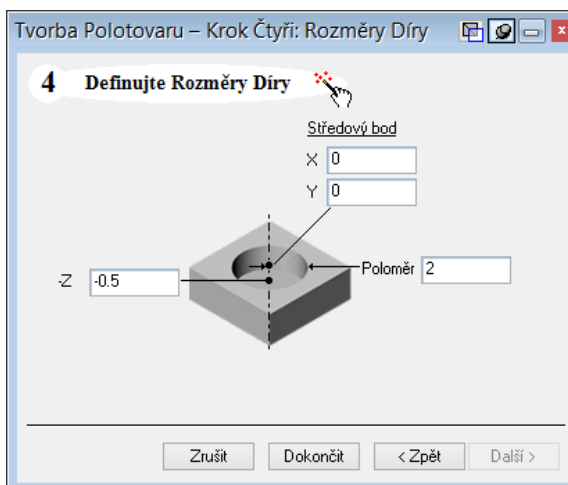 Tvorba Polotovaru – Krok Čtyři: Rozměry Díry
4 Definujte Rozměry Díry
Středový bod
X 0
Y 0
-Z -0.5
Poloměr 2
Zrušit Dokončit < Zpět Další >